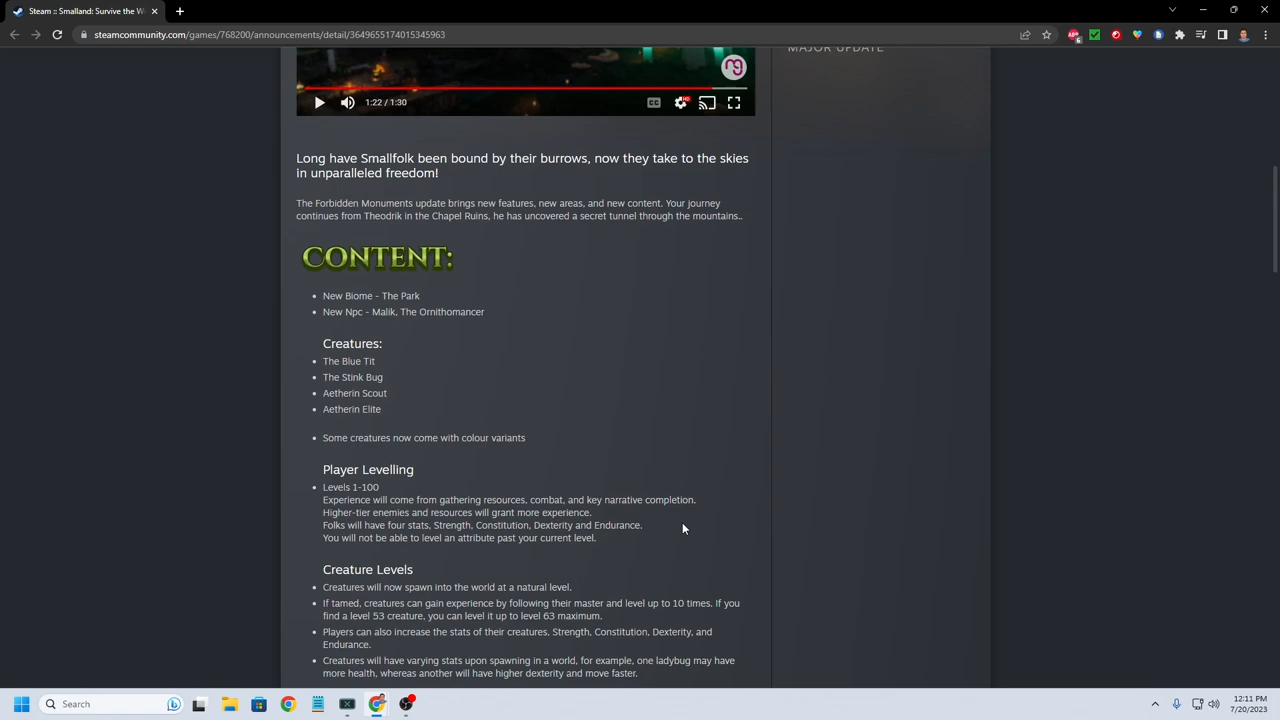 Steam :: Smalland: Survive the W
steamcommunity.com/games/768200/announcements/detail/3649655174015345963
MAJOR UPDATE
1:22 / 1:30
CC
HD
Long have Smallfolk been bound by their burrows, now they take to the skies
in unparalleled freedom!
The Forbidden Monuments update brings new features, new areas, and new content. Your journey
continues from Theodrik in the Chapel Ruins, he has uncovered a secret tunnel through the mountains..
CONTENT:
New Biome - The Park
New Npc - Malik, The Ornithomancer
Creatures:
The Blue Tit
The Stink Bug
Aetherin Scout
Aetherin Elite
Some creatures now come with colour variants
Player Levelling
Levels 1-100
Experience will come from gathering resources, combat, and key narrative completion.
Higher-tier enemies and resources will grant more experience.
Folks will have four stats, Strength, Constitution, Dexterity and Endurance.
You will not be able to level an attribute past your current level.
Creature Levels
Creatures will now spawn into the world at a natural level.
If tamed, creatures can gain experience by following their master and level up to 10 times. If you
find a level 53 creature, you can level it up to level 63 maximum.
Players can also increase the stats of their creatures, Strength, Constitution, Dexterity, and
Endurance.
Creatures will have varying stats upon spawning in a world, for example, one ladybug may have
more health, whereas another will have higher dexterity and move faster.
Search
12:11 PM
7/20/2023